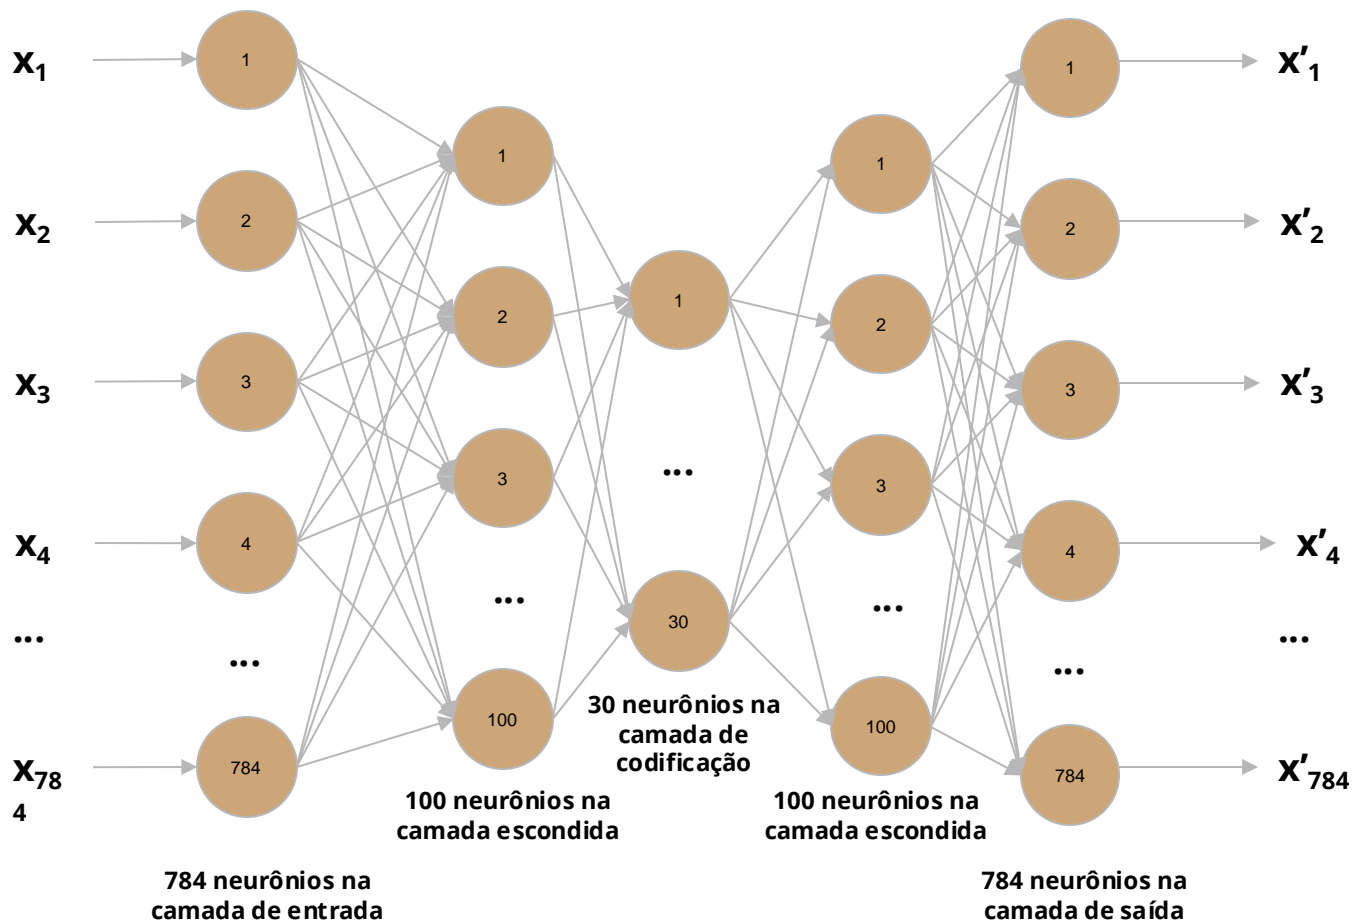 x1
x2
x3
x4
...
x78
4
1
2
3
4
...
784
784 neurônios na
camada de entrada
1
2
3
...
100
100 neurônios na
camada escondida
1
...
30
30 neurônios na
camada de
codificação
1
2
3
...
100
100 neurônios na
camada escondida
1
2
3
4
...
784
784 neurônios na
camada de saída
x′1
x′2
x′3
x′4
...
x′784